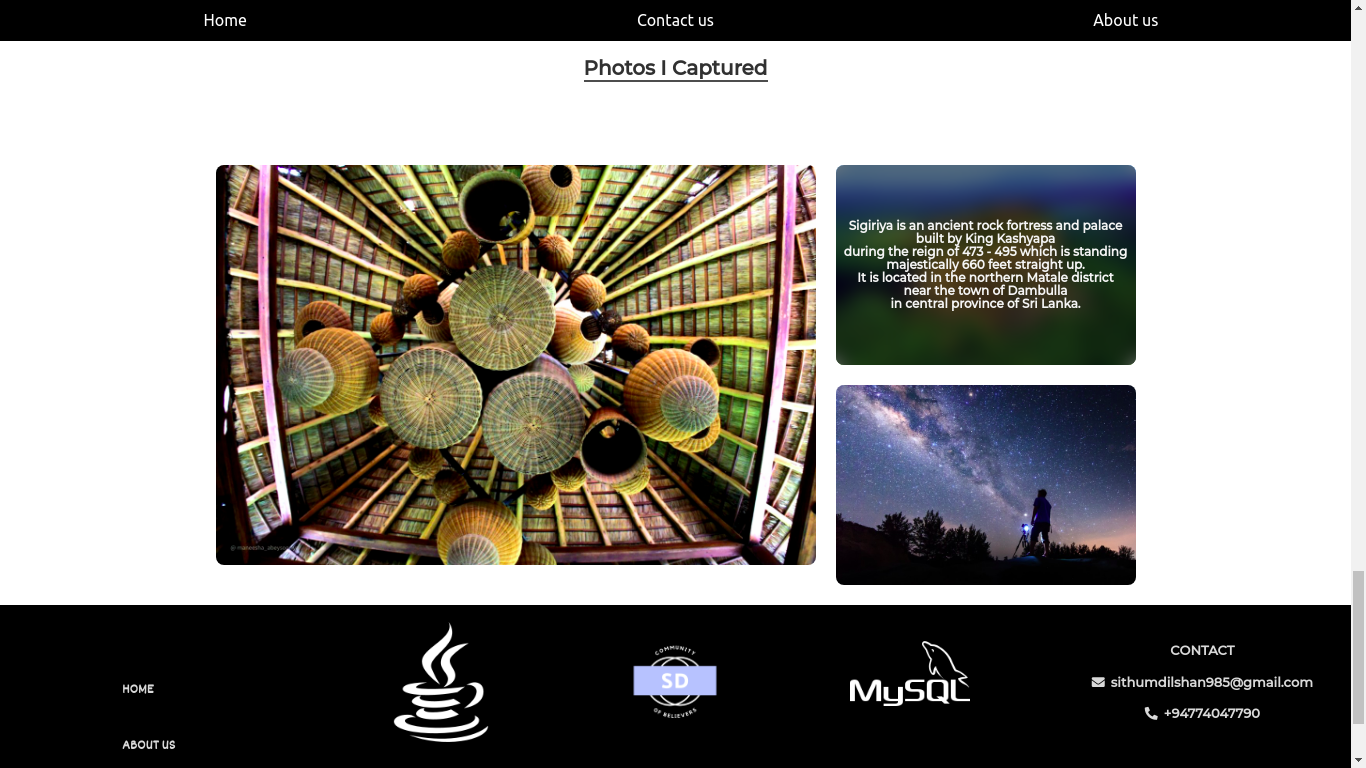 Home
Contact us
About us
Photos I Captured
Sigiriya is an ancient rock fortress and palace
built by King Kashyapa
during the reign of 473 - 495 which is standing
majestically 660 feet straight up.
It is located in the northern Matale district
near the town of Dambulla
in central province of Sri Lanka.
HOME
ABOUT US
COMMUNITY
SD
OF BELIEVERS
MySQL
CONTACT
sithumdilshan985@gmail.com
+94774047790